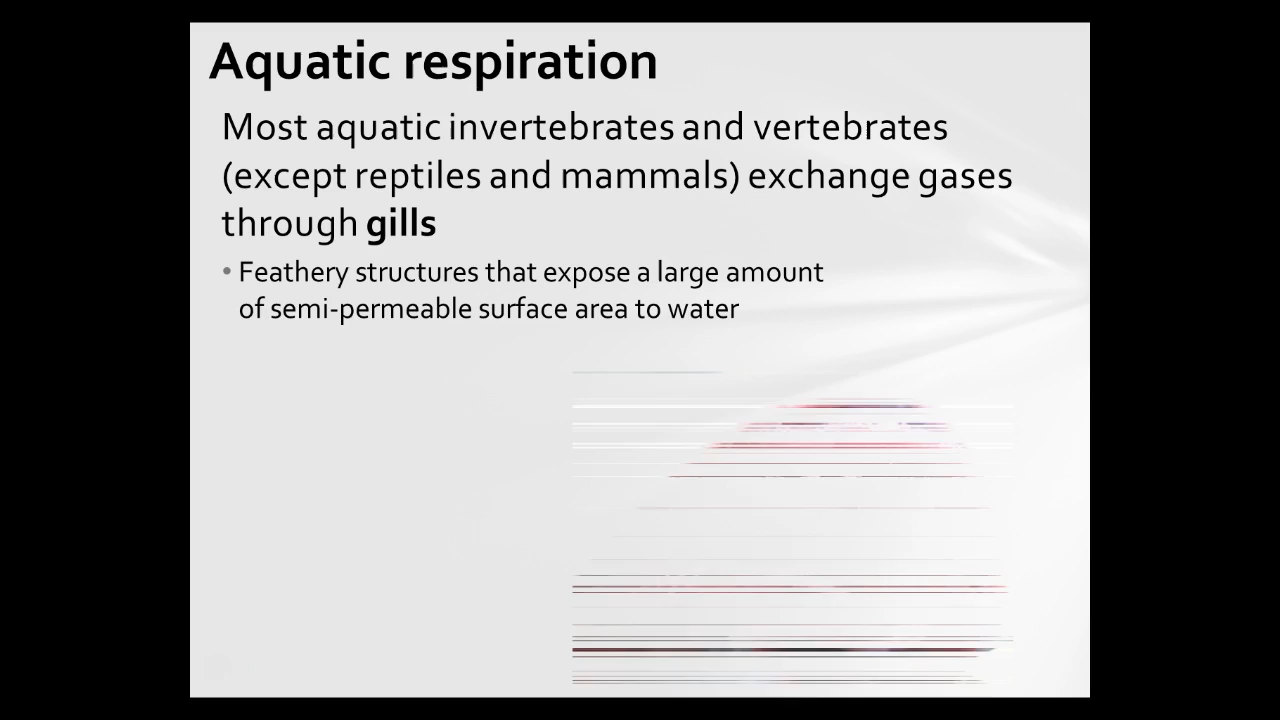 Aquatic respiration
Most aquatic invertebrates and vertebrates
(except reptiles and mammals) exchange gases
through gills
• Feathery structures that expose a large amount
of semi-permeable surface area to water